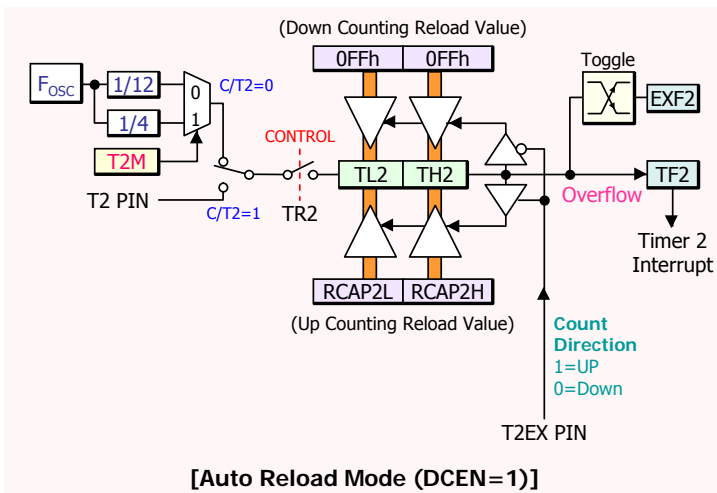 (Down Counting Reload Value)
0FFh 0FFh
Toggle
FOSC
1/12
C/T2=0
0
EXF2
1/4
1
CONTROL
T2M
TL2 TH2
TF2
Overflow
T2 PIN
C/T2=1
TR2
Timer 2
Interrupt
RCAP2L RCAP2H
(Up Counting Reload Value)
Count
Direction
1=UP
0=Down
T2EX PIN
[Auto Reload Mode (DCEN=1)]